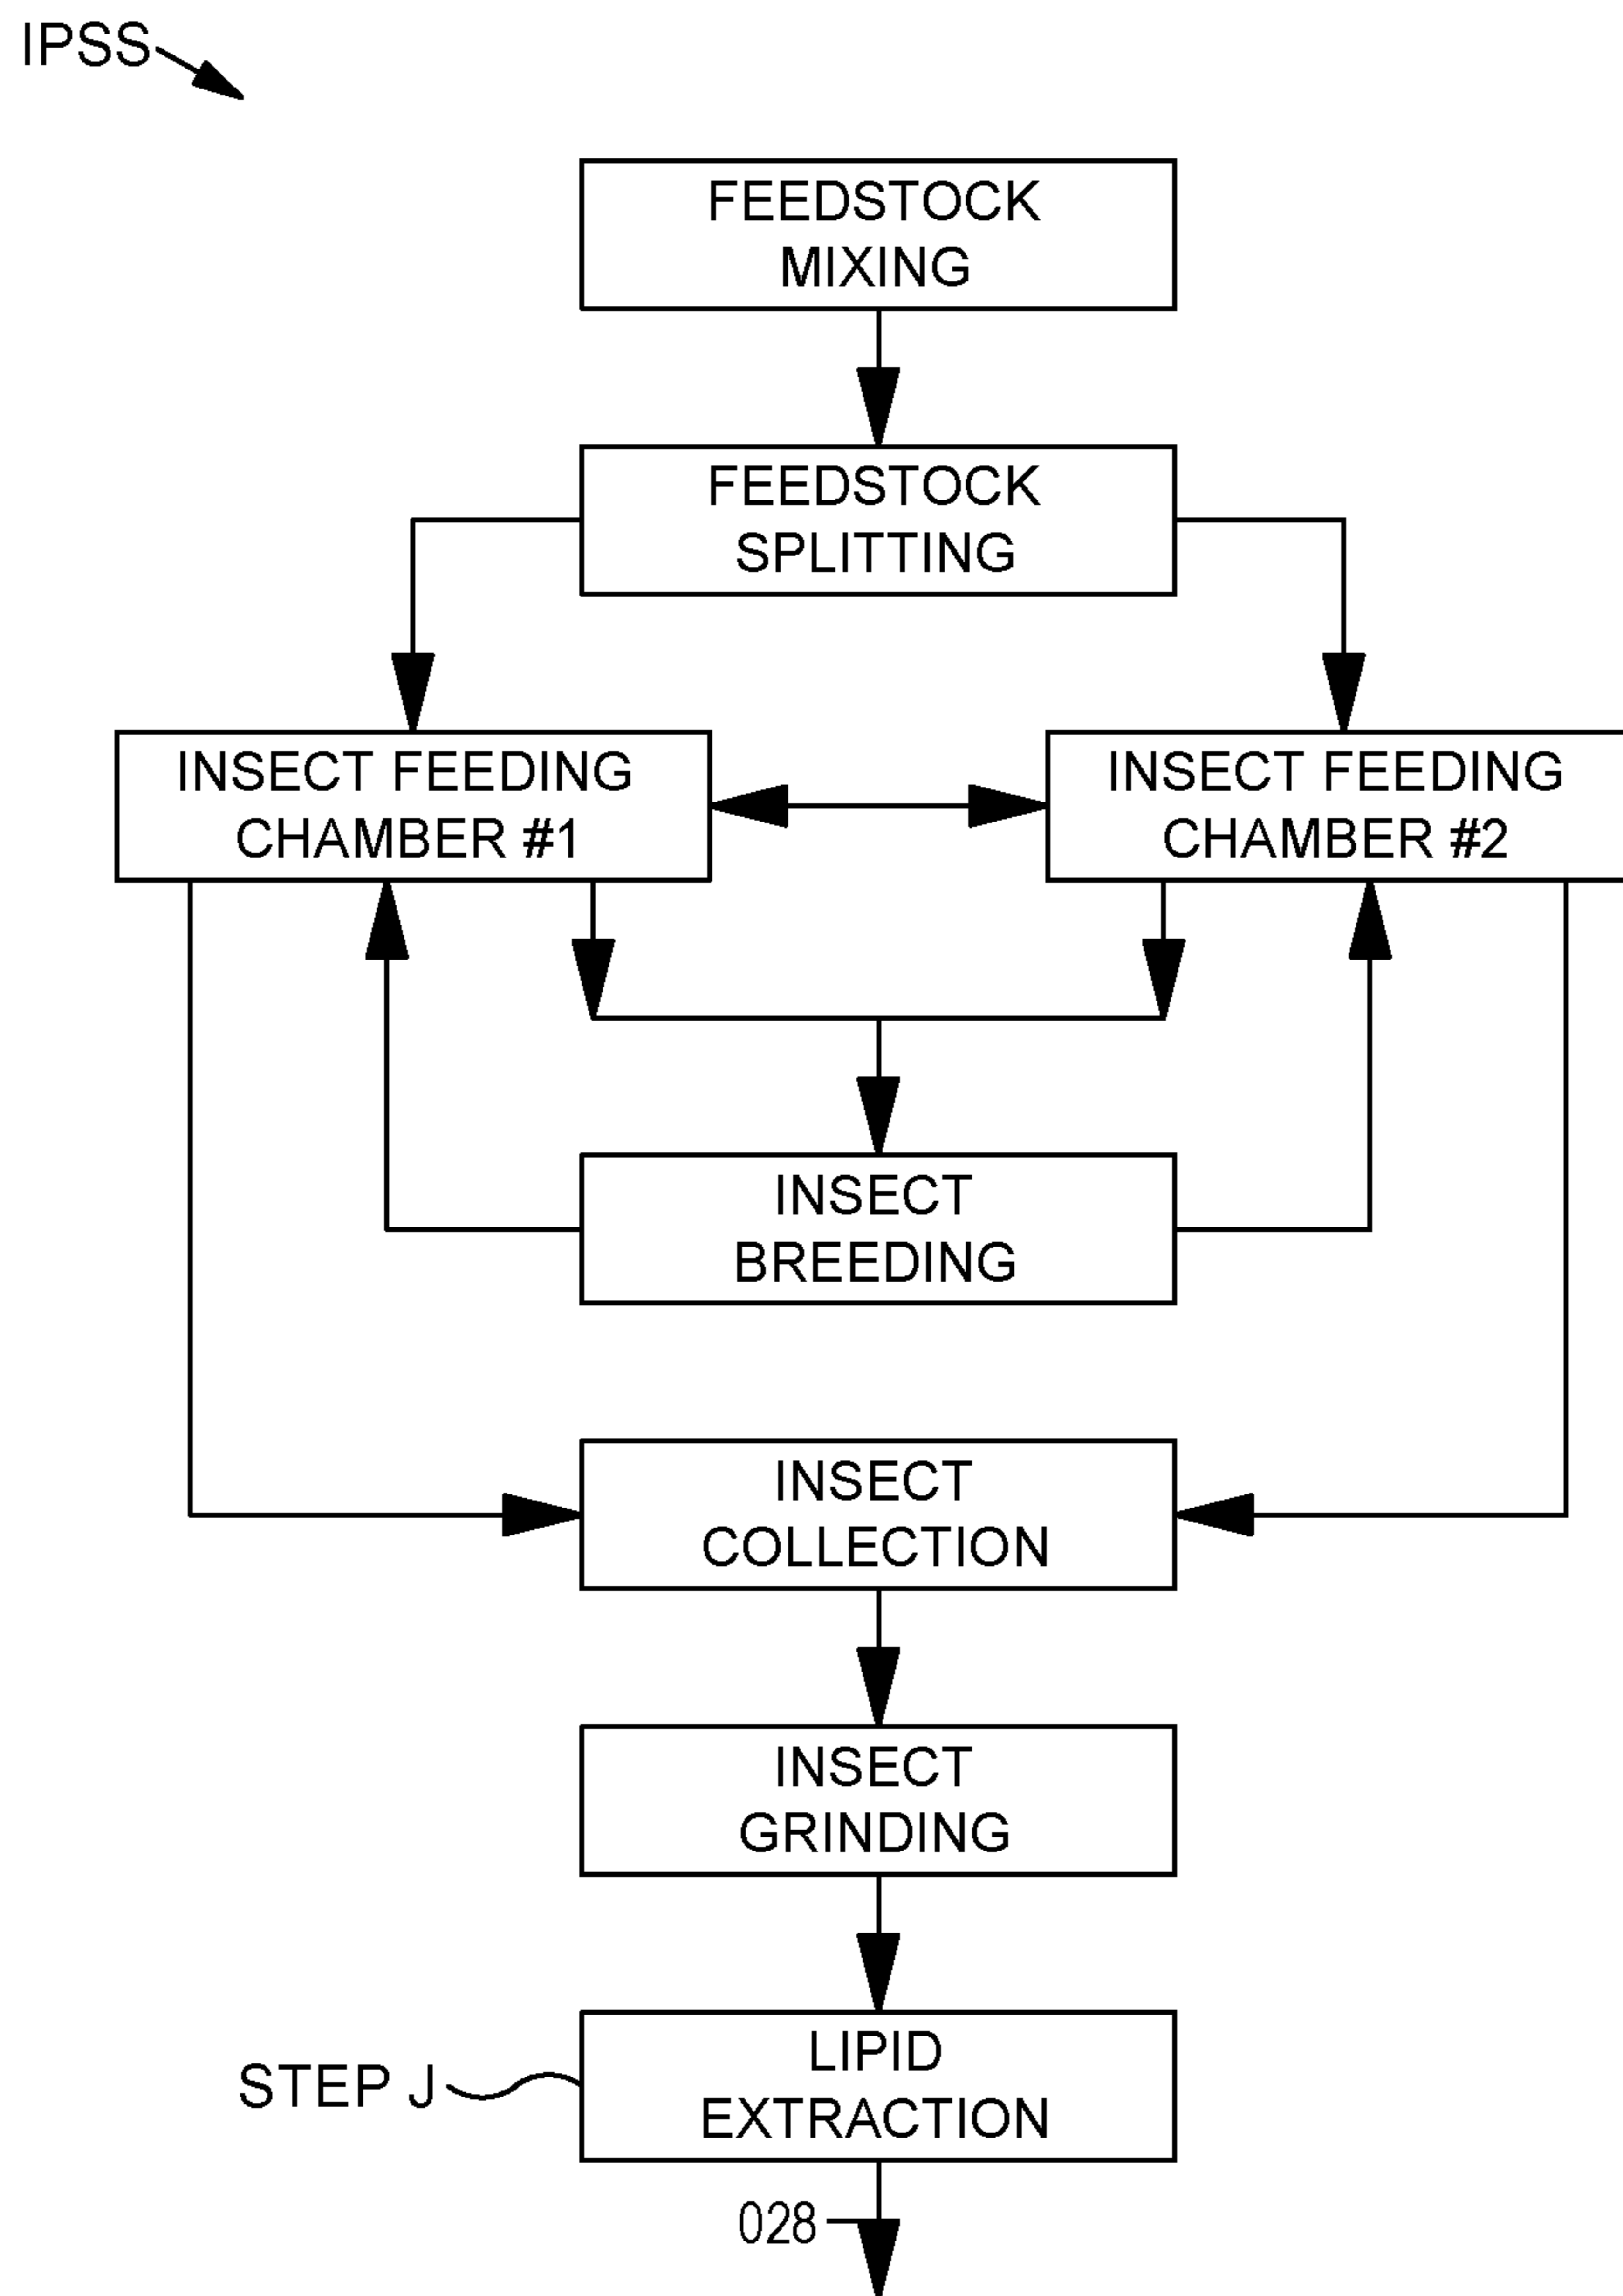 IPSS
FEEDSTOCK
MIXING
FEEDSTOCK
SPLITTING
INSECT FEEDING
CHAMBER #1
INSECT FEEDING
CHAMBER #2
INSECT
BREEDING
INSECT
COLLECTION
INSECT
GRINDING
LIPID
EXTRACTION
STEP J
028